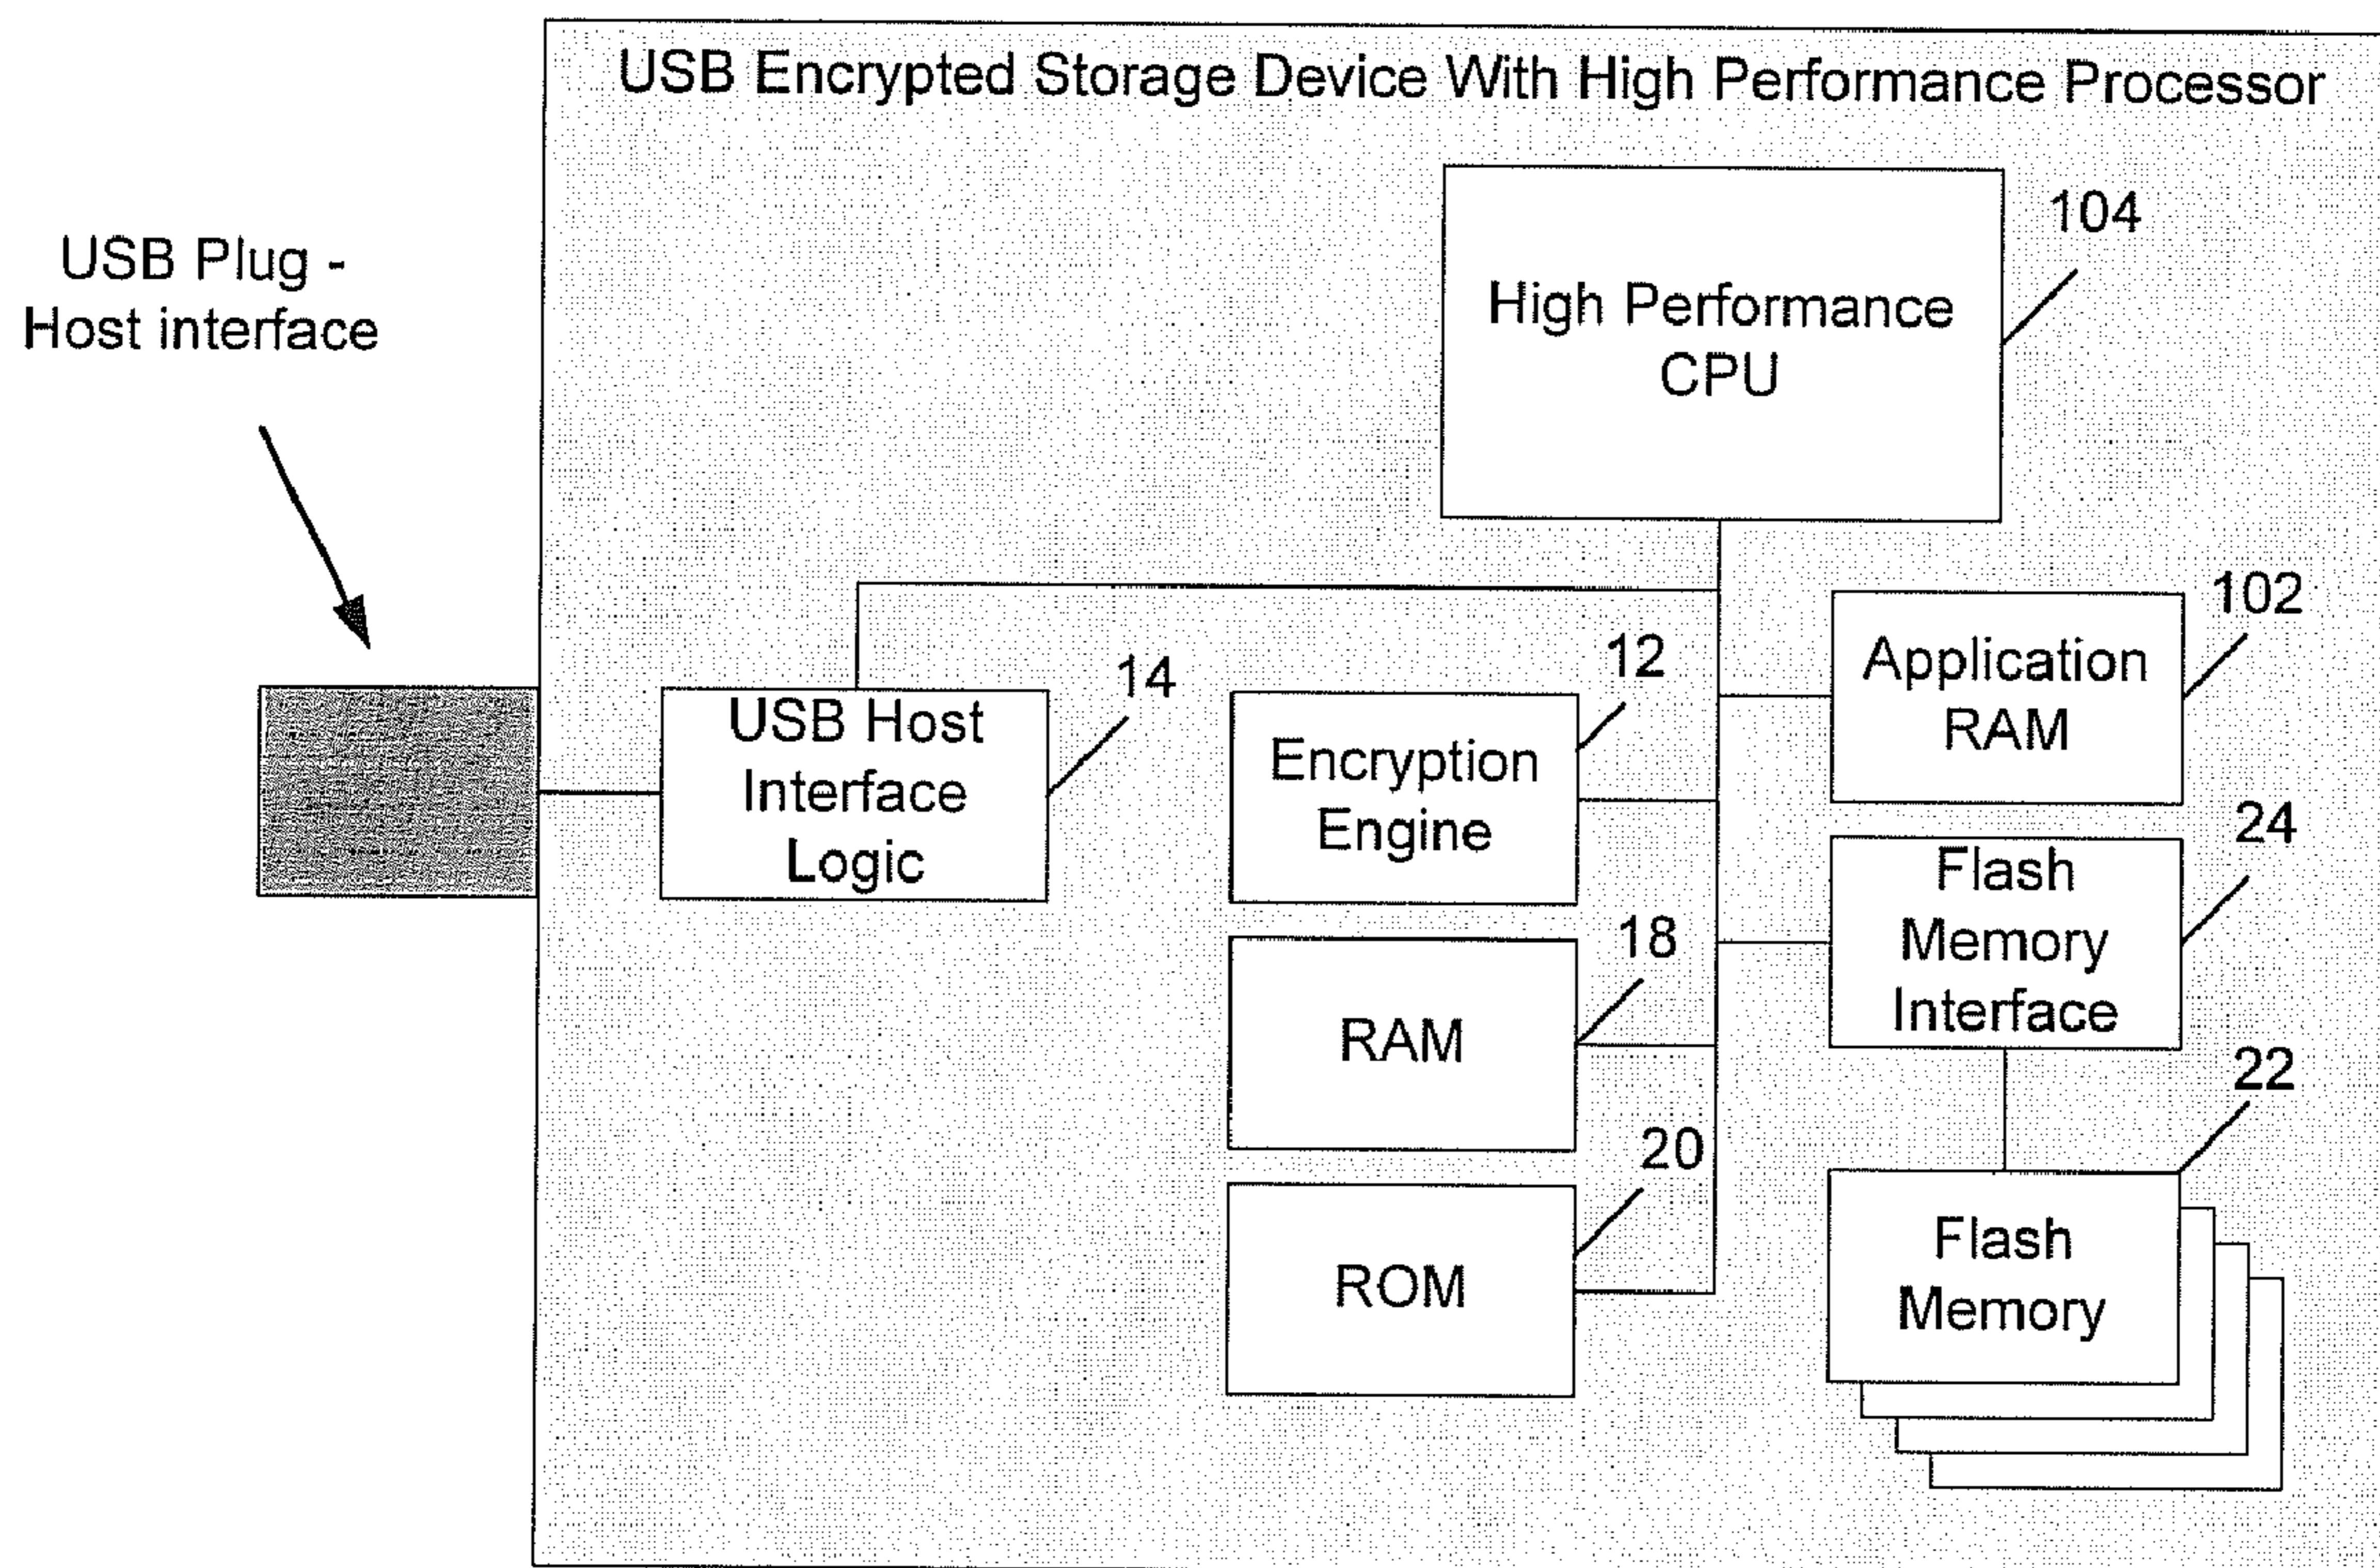 USB Encrypted Storage Device With High Performance Processor
USB Plug -
Host interface
104
High Performance
CPU
102
Application
RAM
14
USB Host
Interface
Logic
12
Encryption
Engine
24
Flash
Memory
Interface
18
RAM
22
Flash
Memory
20
ROM